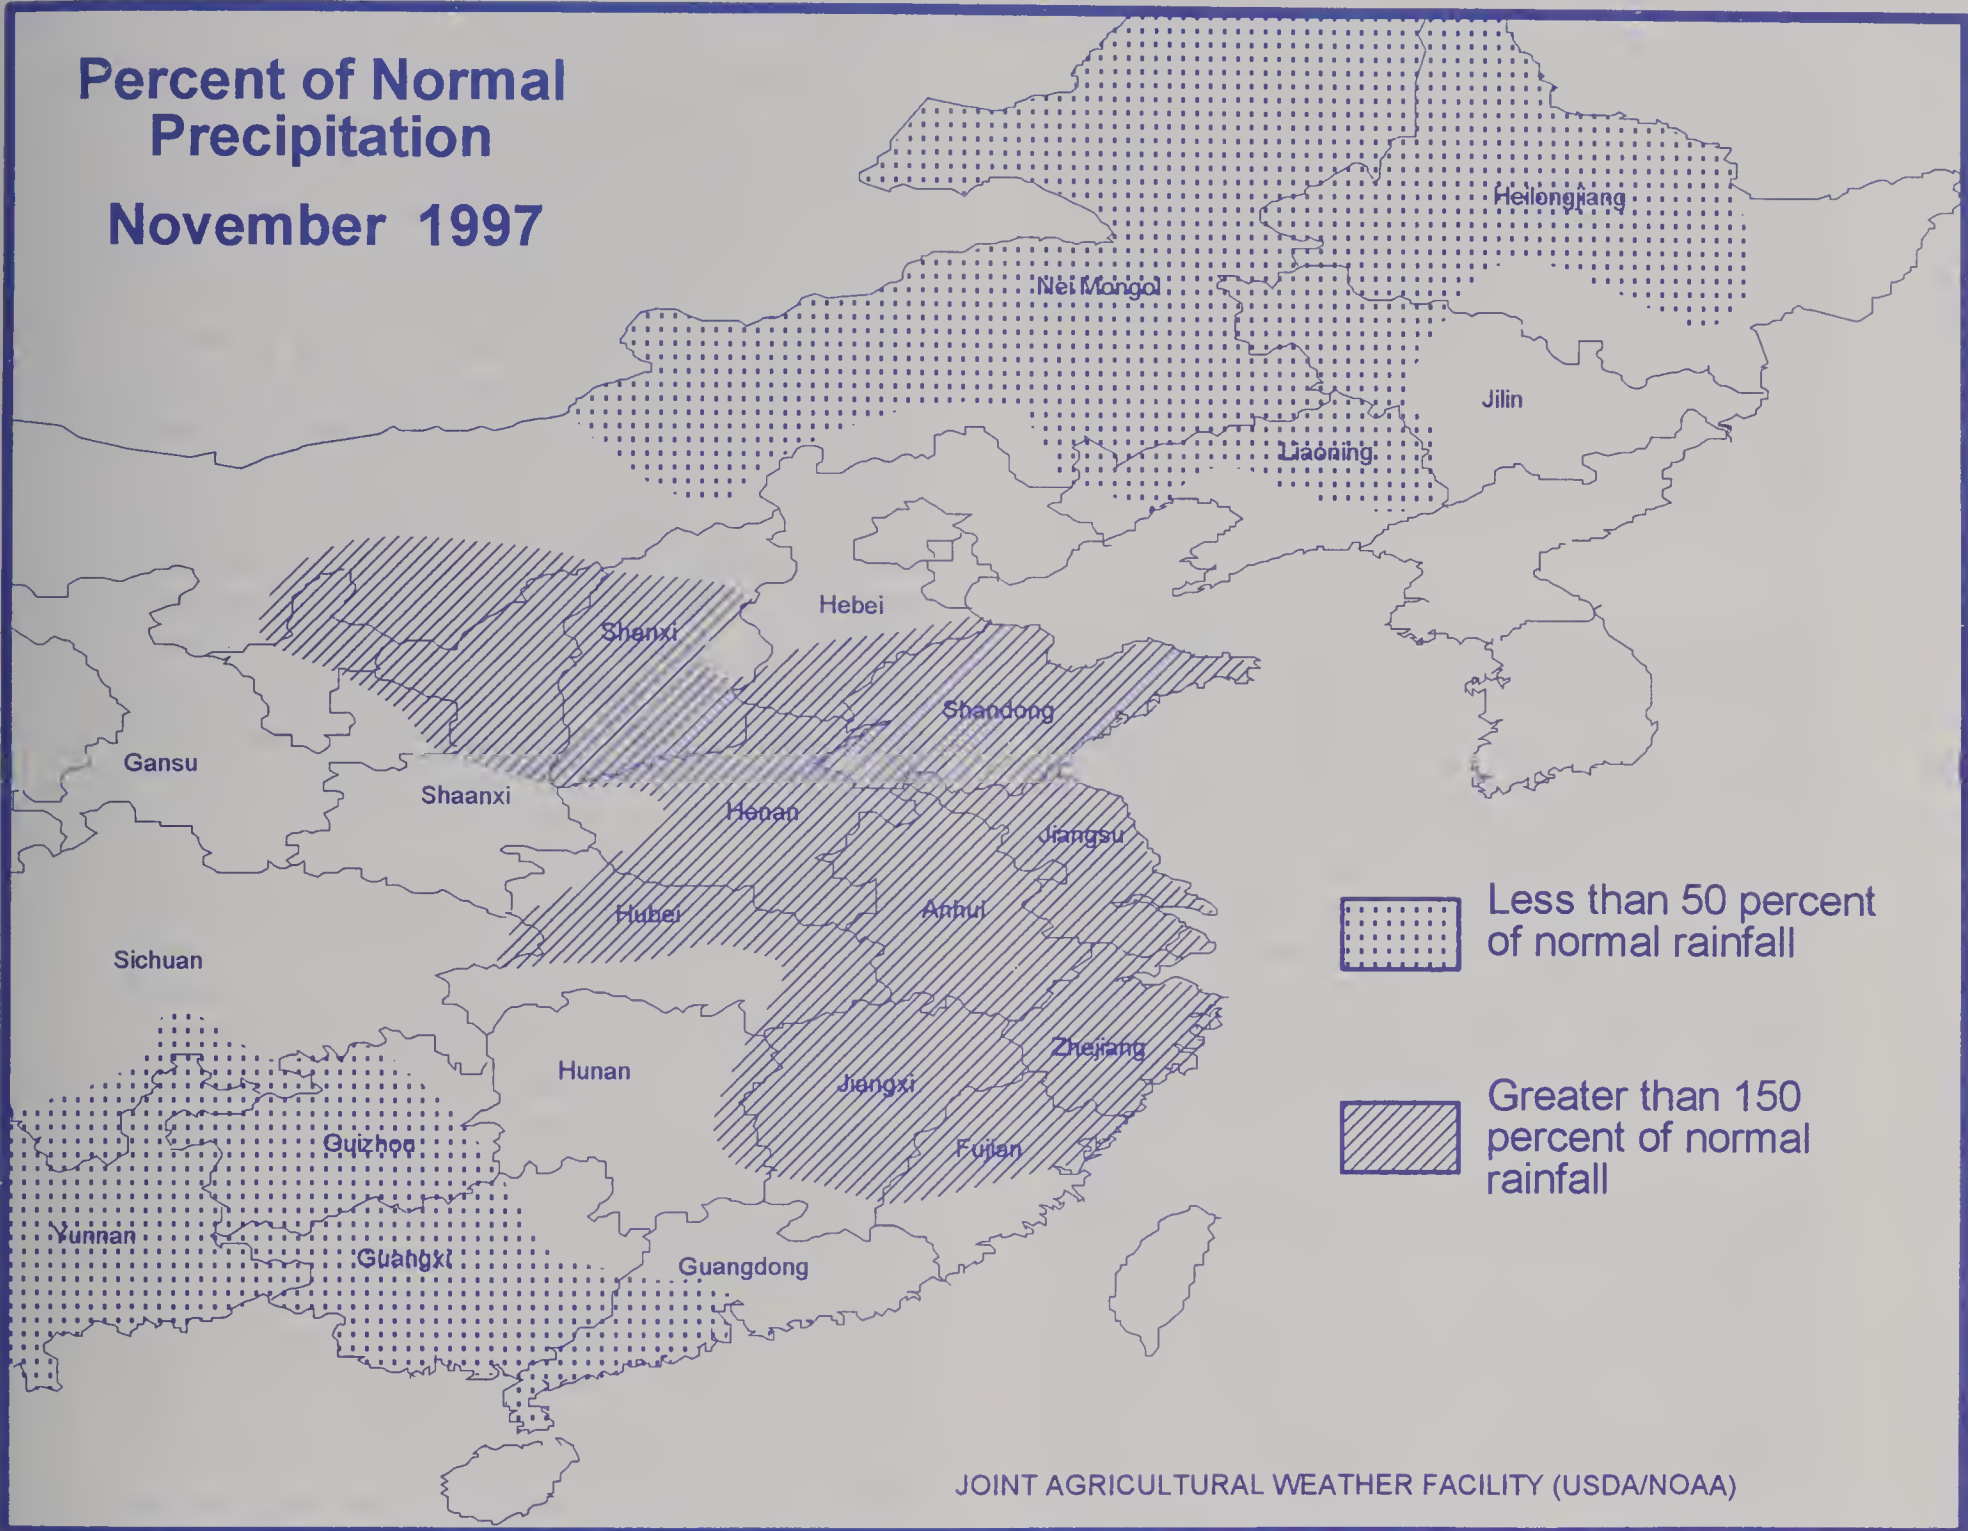 Percent of Normal
Precipitation
November 1997
Heilongjiang
Nei Mongol
Jilin
Liaoning
Hebei
Shanxi
Shandong
Gansu
Shaanxi
Henan
Jiangsu
Hubei
Anhui
Sichuan
Hunan
Zhejiang
Jiangxi
Fujian
Guizhou
Yunnan
Guangxi
Guangdong
Less than 50 percent
of normal rainfall
Greater than 150
percent of normal
rainfall
JOINT AGRICULTURAL WEATHER FACILITY (USDA/NOAA)